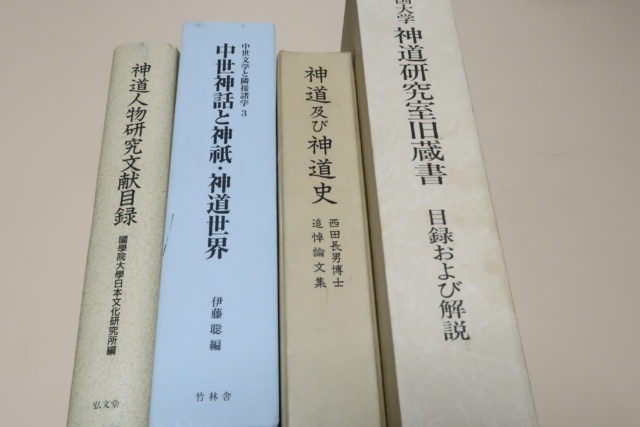 神道人物研究文献目録
國學院大學日本文化研究所編
弘文堂
中世文学と隣接諸学 3
中世神話と神祇・神道世界
伊藤 聡 編
竹林舎
神道及び神道史
西田長男博士
追悼論文集
国大学 神道研究室旧蔵書
目録および解説